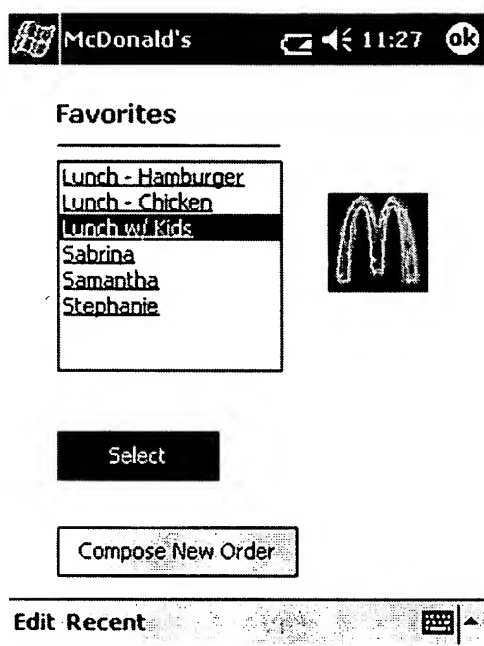 McDonald's 11:27 ok
Favorites
Lunch - Hamburger
Lunch - Chicken
Lunch w/ Kids
Sabrina
Samantha
Stephanie
Select
Compose New Order
Edit Recent